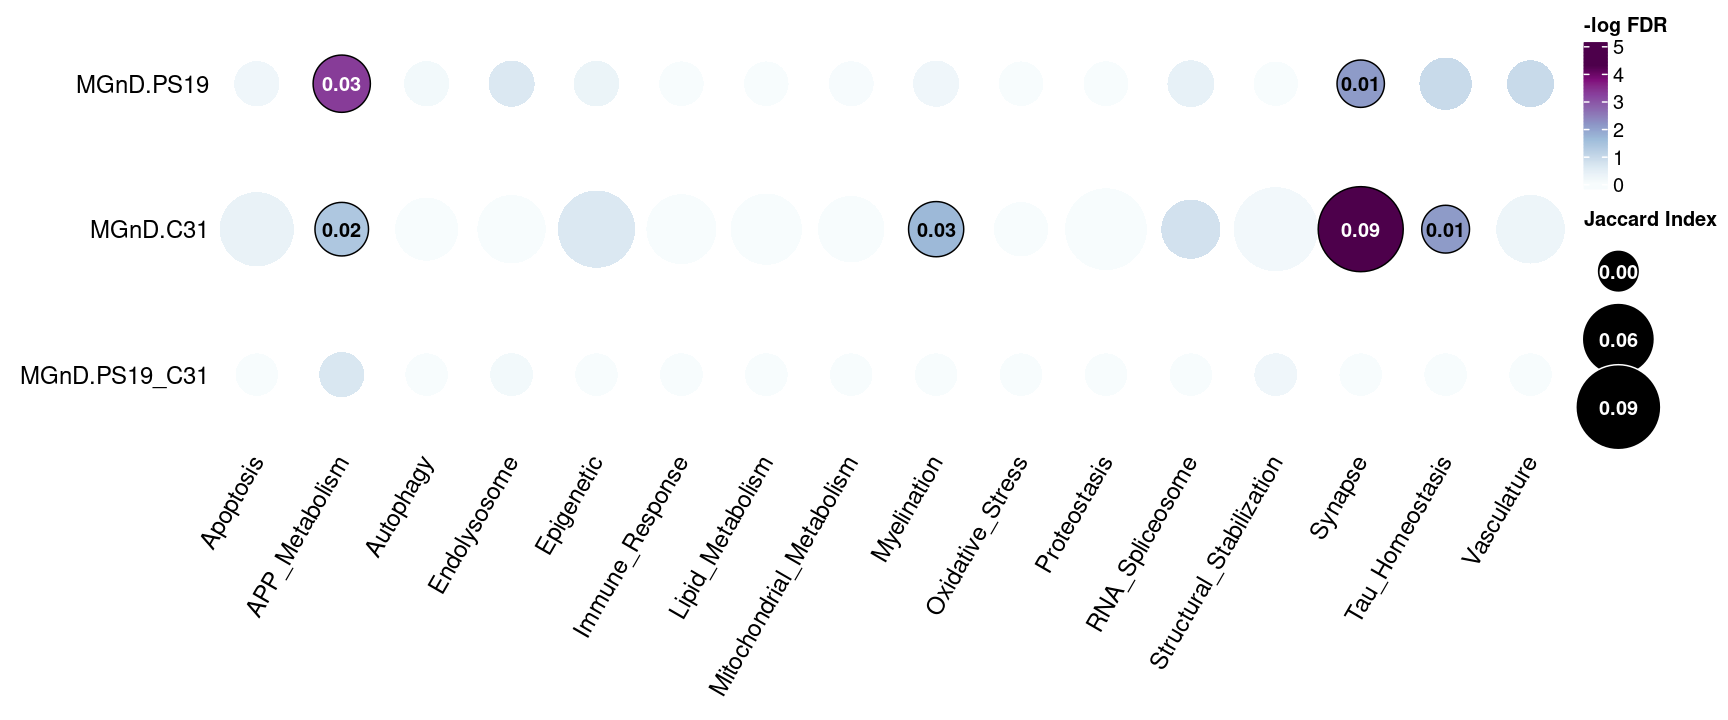 -log FDR
5
4
3
2
1
0
MGnD.PS19
0.03
0.01
MGnD.C31
0.02
0.03
0.09
0.01
MGnD.PS19_C31
Jaccard Index
0.00
0.06
0.09
Apoptosis
APP_Metabolism
Autophagy
Endolysosome
Epigenetic
Immune_Response
Lipid_Metabolism
Mitochondrial_Metabolism
Myelination
Oxidative_Stress
Proteostasis
RNA_Spliceosome
Structural_Stabilization
Synapse
Tau_Homeostasis
Vasculature